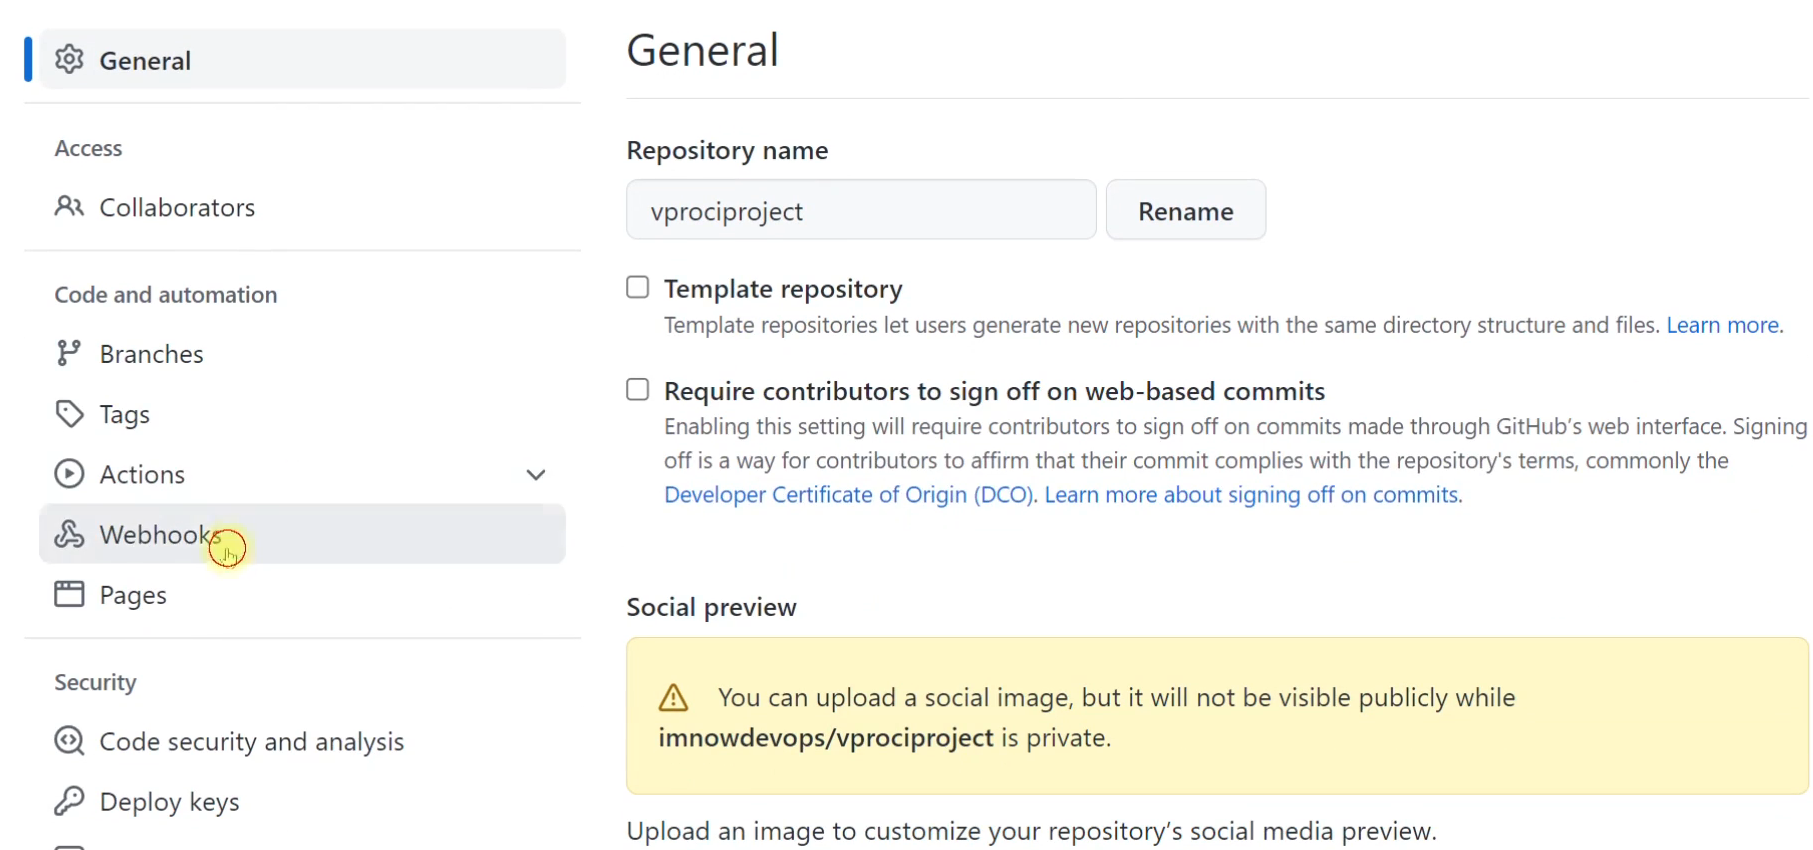 General
Access
Collaborators
Code and automation
Branches
Tags
Actions
Webhooks
Pages
Security
Code security and analysis
Deploy keys
General
Repository name
vprociproject
Rename
Template repository
Template repositories let users generate new repositories with the same directory structure and files. Learn more.
Require contributors to sign off on web-based commits
Enabling this setting will require contributors to sign off on commits made through GitHub's web interface. Signing
off is a way for contributors to affirm that their commit complies with the repository's terms, commonly the
Developer Certificate of Origin (DCO). Learn more about signing off on commits.
Social preview
You can upload a social image, but it will not be visible publicly while
imnowdevops/vprociproject is private.
Upload an image to customize your repository's social media preview.